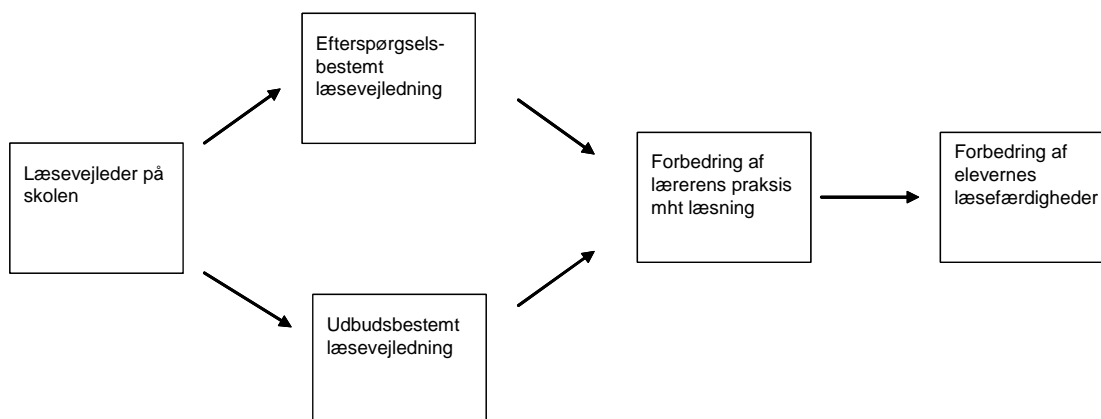 Læsevejleder på
skolen
Efterspørgsels-
bestemt
læsevejledning
Udbudsbestemt
læsevejledning
Forbedring af
lærerens praksis
mht læsning
Forbedring af
elevernes
læsefærdigheder